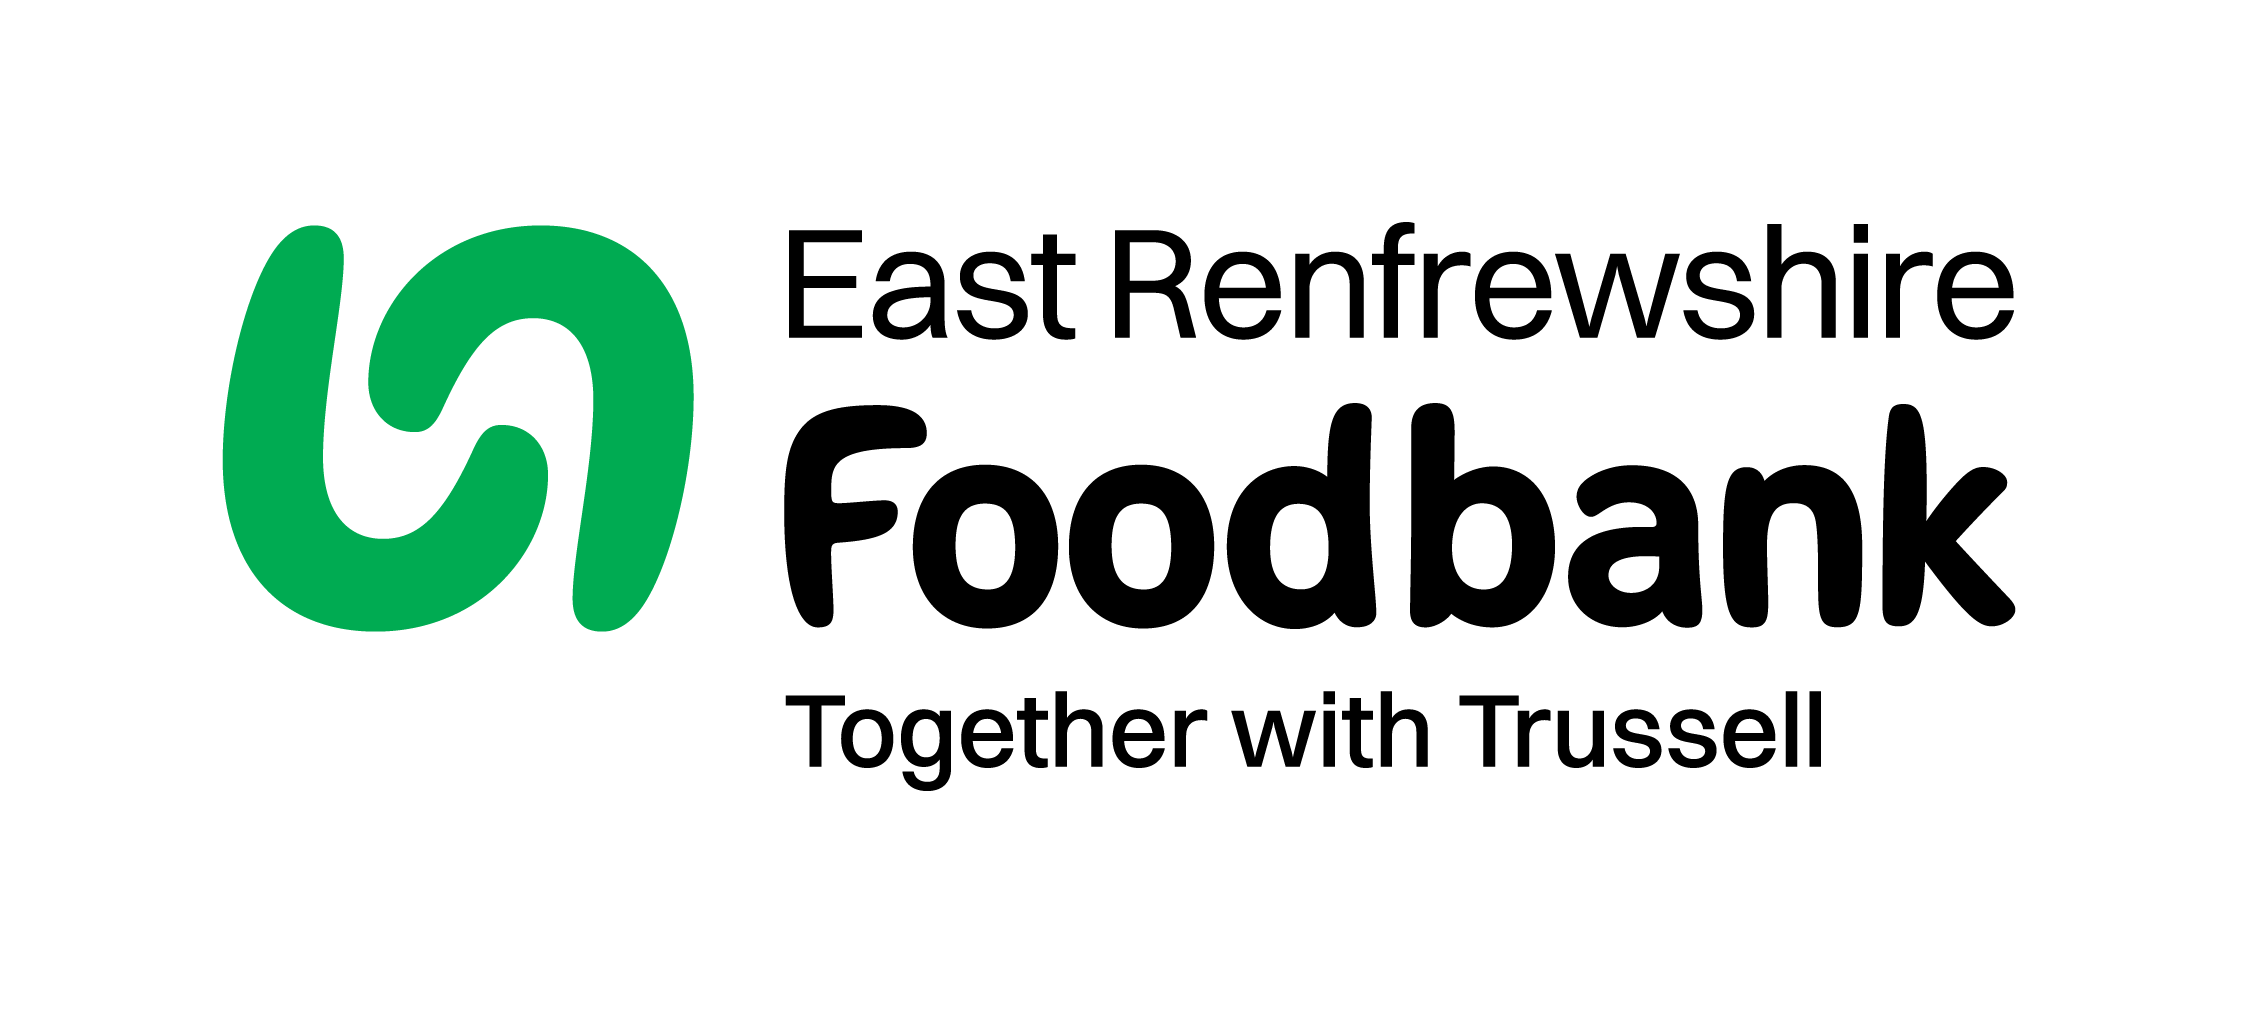 East Renfrewshire
Foodbank
Together with Trussell